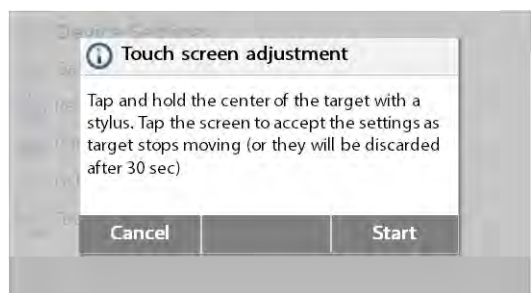 Touch screen adjustment
Tap and hold the center of the target with a
stylus. Tap the screen to accept the settings as
target stops moving (or they will be discarded
after 30 sec)
Cancel
Start